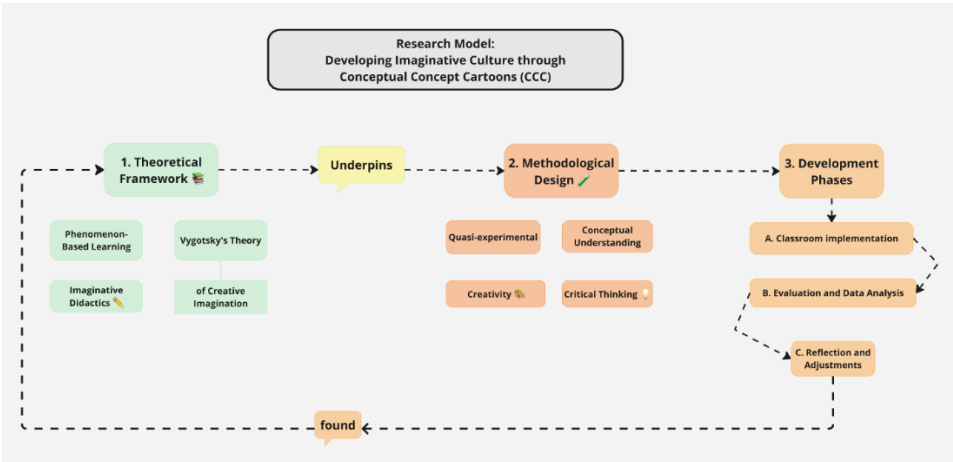 Research Model:
Developing Imaginative Culture through
Conceptual Concept Cartoons (CCC)
1. Theoretical
Framework 📚
Underpins
2. Methodological
Design 🧪
3. Development
Phases
Phenomenon-
Based Learning
Vygotsky's Theory
Imaginative
Didactics ✏️
of Creative
Imagination
Quasi-experimental
Conceptual
Understanding
Creativity 🎨
Critical Thinking 💡
A. Classroom implementation
B. Evaluation and Data Analysis
C. Reflection and
Adjustments
found